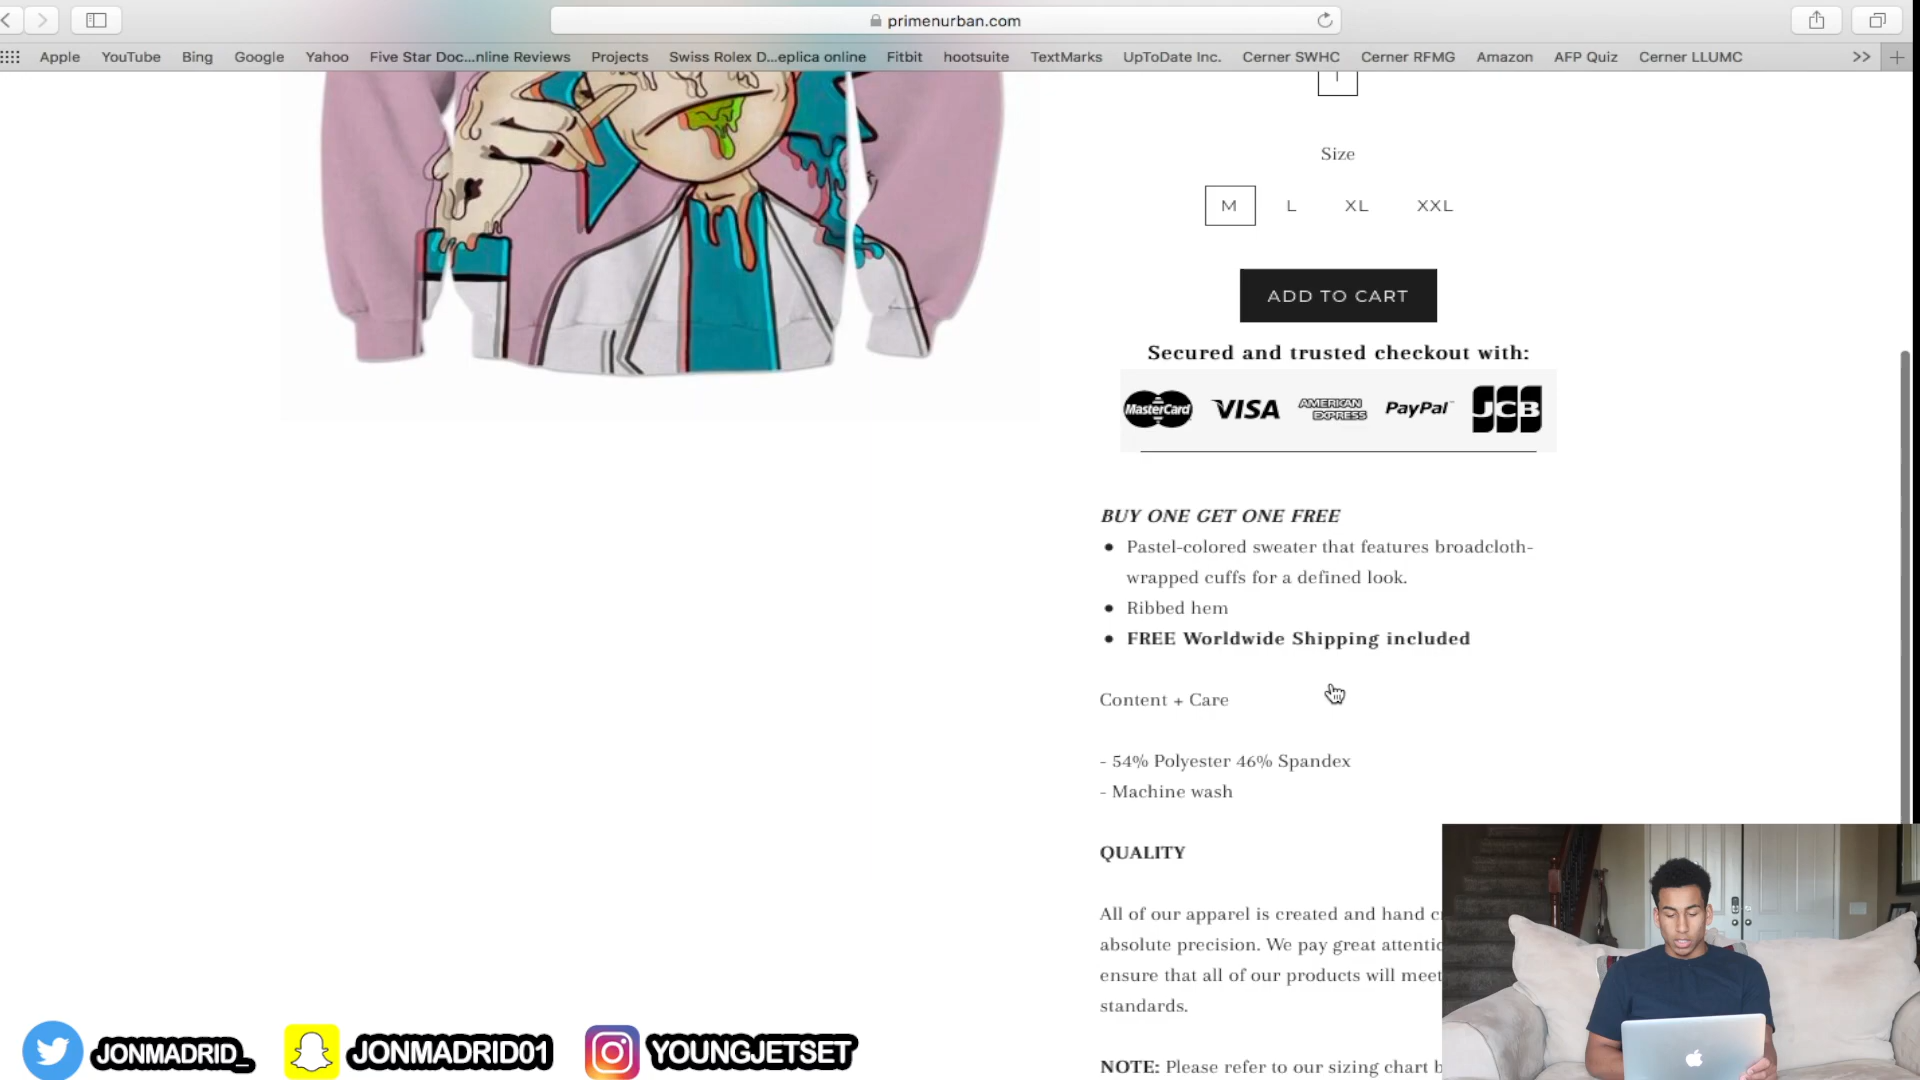 primenurban.com
Apple YouTube Bing Google Yahoo Five Star Doc...nline Reviews Projects Swiss Rolex D...eplica online Fitbit hootsuite TextMarks UpToDate Inc. Cerner SWHC Cerner RFMG Amazon AFP Quiz Cerner LLUMC
Size
M L XL XXL
ADD TO CART
Secured and trusted checkout with:
MasterCard VISA AMERICAN EXPRESS PayPal JCB
BUY ONE GET ONE FREE
Pastel-colored sweater that features broadcloth-
wrapped cuffs for a defined look.
Ribbed hem
FREE Worldwide Shipping included
Content + Care
- 54% Polyester 46% Spandex
- Machine wash
QUALITY
All of our apparel is created and hand
absolute precision. We pay great
ensure that all of our products will meet
standards.
NOTE: Please refer to our sizing chart
JONMADRID_ JONMADRID01 YOUNGJETSET